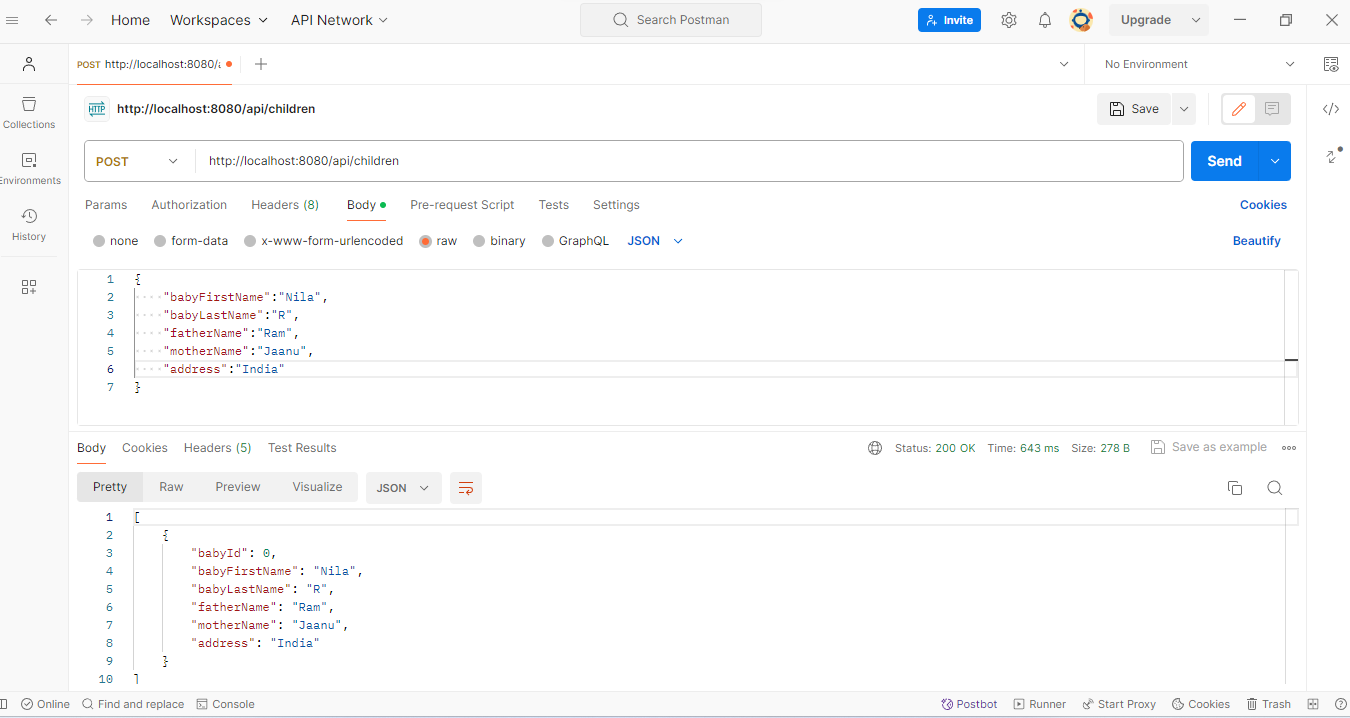 Home Workspaces API Network Search Postman Invite Upgrade
POST http://localhost:8080/a No Environment
HTTP http://localhost:8080/api/children Save
Collections
Environments
History
POST http://localhost:8080/api/children Send
Params Authorization Headers (8) Body Pre-request Script Tests Settings Cookies
none form-data x-www-form-urlencoded raw binary GraphQL JSON Beautify
1 {
2 "babyFirstName":"Nila",
3 "babyLastName":"R",
4 "fatherName":"Ram",
5 "motherName":"Jaanu",
6 "address":"India"
7 }
Body Cookies Headers (5) Test Results Status: 200 OK Time: 643 ms Size: 278 B Save as example
Pretty Raw Preview Visualize JSON
1 [
2 {
3 "babyId": 0,
4 "babyFirstName": "Nila",
5 "babyLastName": "R",
6 "fatherName": "Ram",
7 "motherName": "Jaanu",
8 "address": "India"
9 }
10 ]
Online Find and replace Console Postbot Runner Start Proxy Cookies Trash